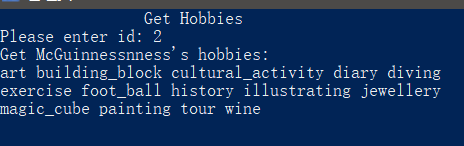 Get Hobbies
Please enter id: 2
Get McGuinnessnness's hobbies:
art building_block cultural_activity diary diving
exercise foot_ball history illustrating jewellery
magic_cube painting tour wine